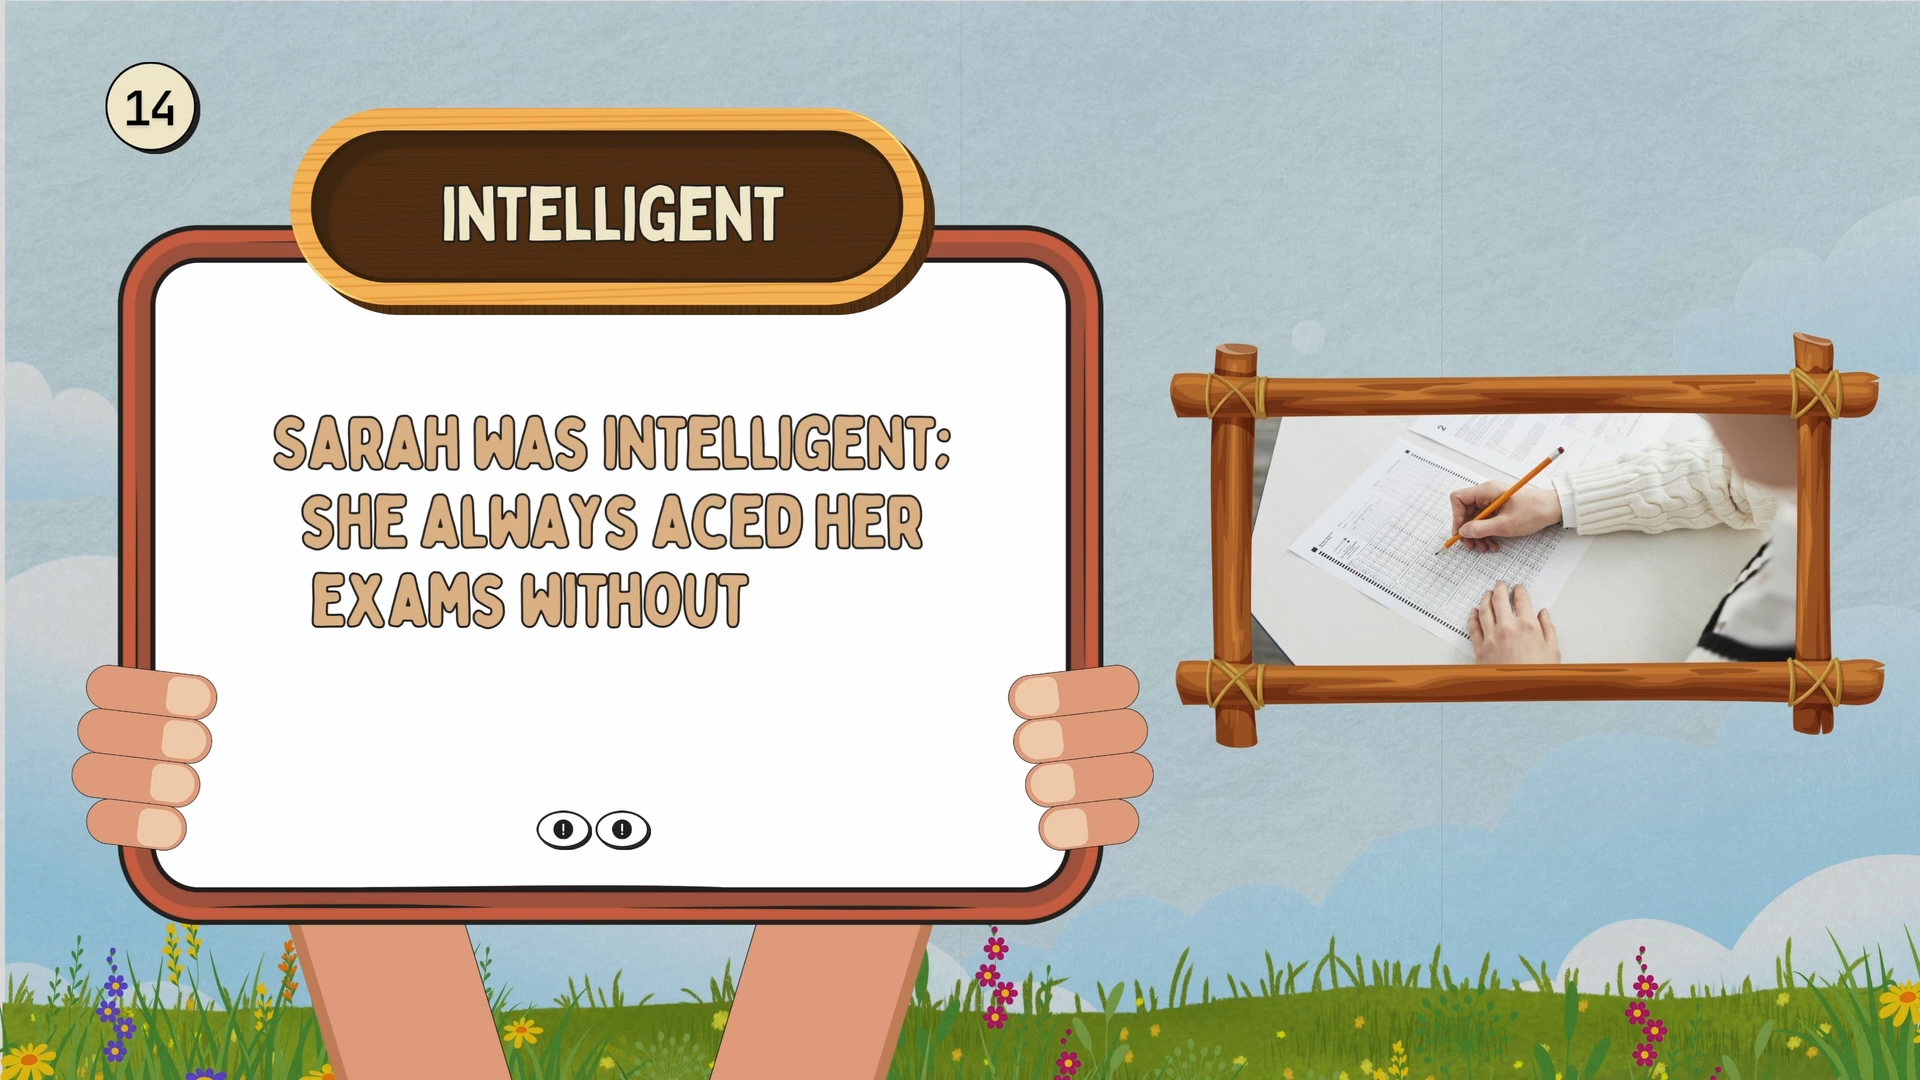 14
INTELLIGENT
SARAH WAS INTELLIGENT:
SHE ALWAYS ACED HER
EXAMS WITHOUT